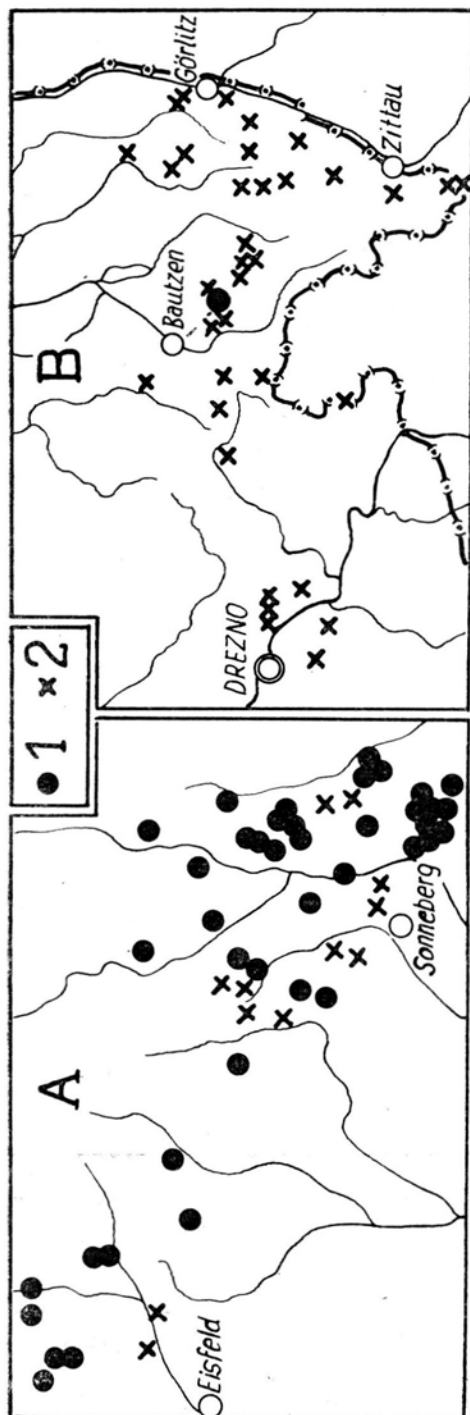 A
B
1
2
Eisfeld
Sonneberg
DREZNO
Bautzen
Görlitz
Zittau